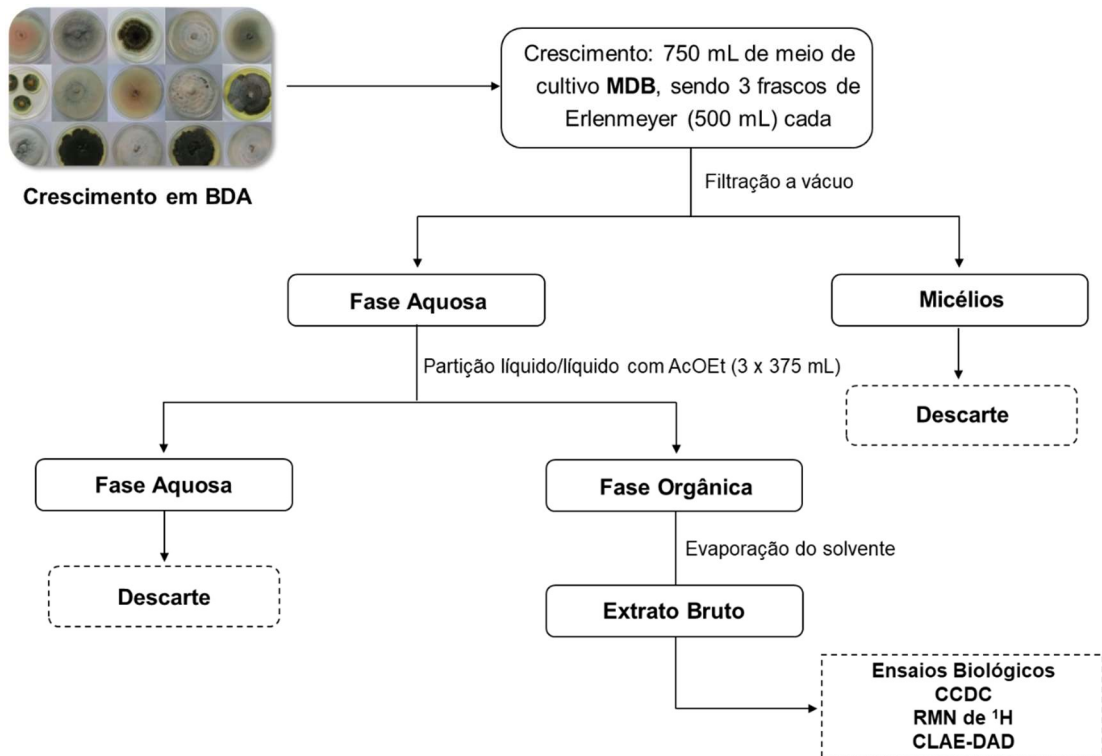 Crescimento em BDA
Crescimento: 750 mL de meio de
cultivo MDB, sendo 3 frascos de
Erlenmeyer (500 mL) cada
Filtração a vácuo
Fase Aquosa
Micélios
Partição líquido/líquido com AcOEt (3 x 375 mL)
Descarte
Fase Aquosa
Fase Orgânica
Evaporação do solvente
Descarte
Extrato Bruto
Ensaios Biológicos
CCDC
RMN de ¹H
CLAE-DAD